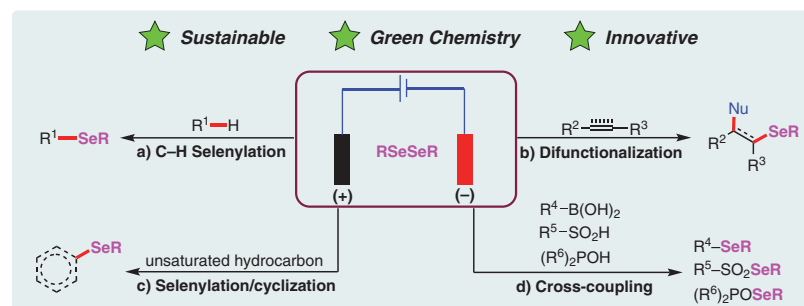 Sustainable Green Chemistry Innovative
R¹–H
R¹–SeR
a) C–H Selenylation
RSeSeR
(+) (–)
R² R³
b) Difunctionalization
Nu
SeR
R²
R³
SeR
unsaturated hydrocarbon
c) Selenylation/cyclization
R⁴–B(OH)₂
R⁵–SO₂H
(R⁶)₂POH
d) Cross-coupling
R⁴–SeR
R⁵–SO₂SeR
(R⁶)₂POSeR